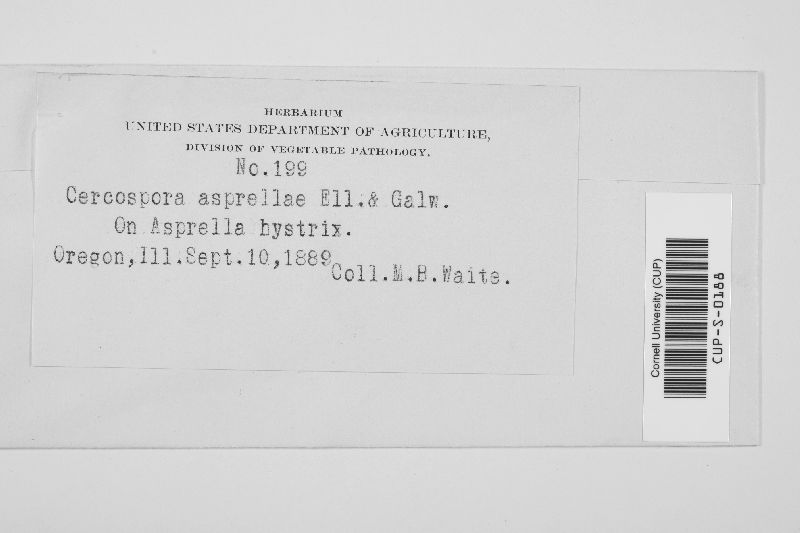 HERBARIUM
UNITED STATES DEPARTMENT OF AGRICULTURE,
DIVISION OF VEGETABLE PATHOLOGY.
No.199
Cercospora asprellae Ell.& Galw.
On Asprella hystrix.
Oregon,Ill.Sept.10,1889
Coll.M.B.Waite.
Cornell University (CUP)
CUP-S-0188